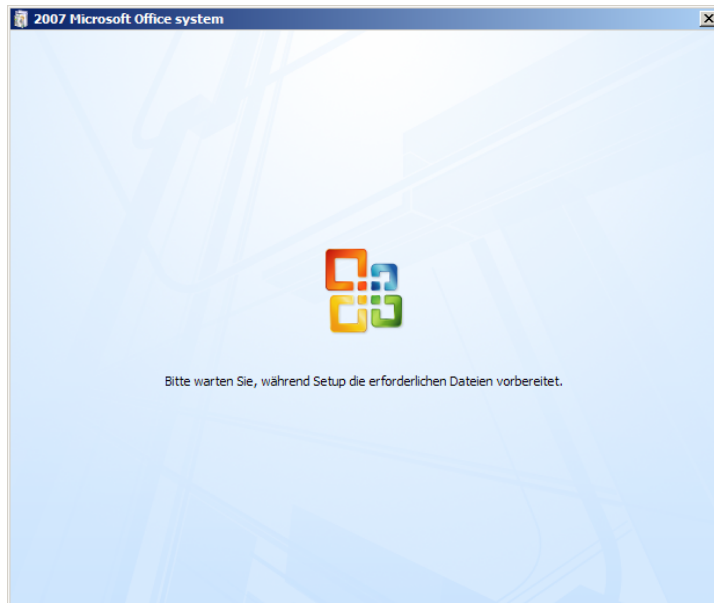 2007 Microsoft Office system
Bitte warten Sie, während Setup die erforderlichen Dateien vorbereitet.